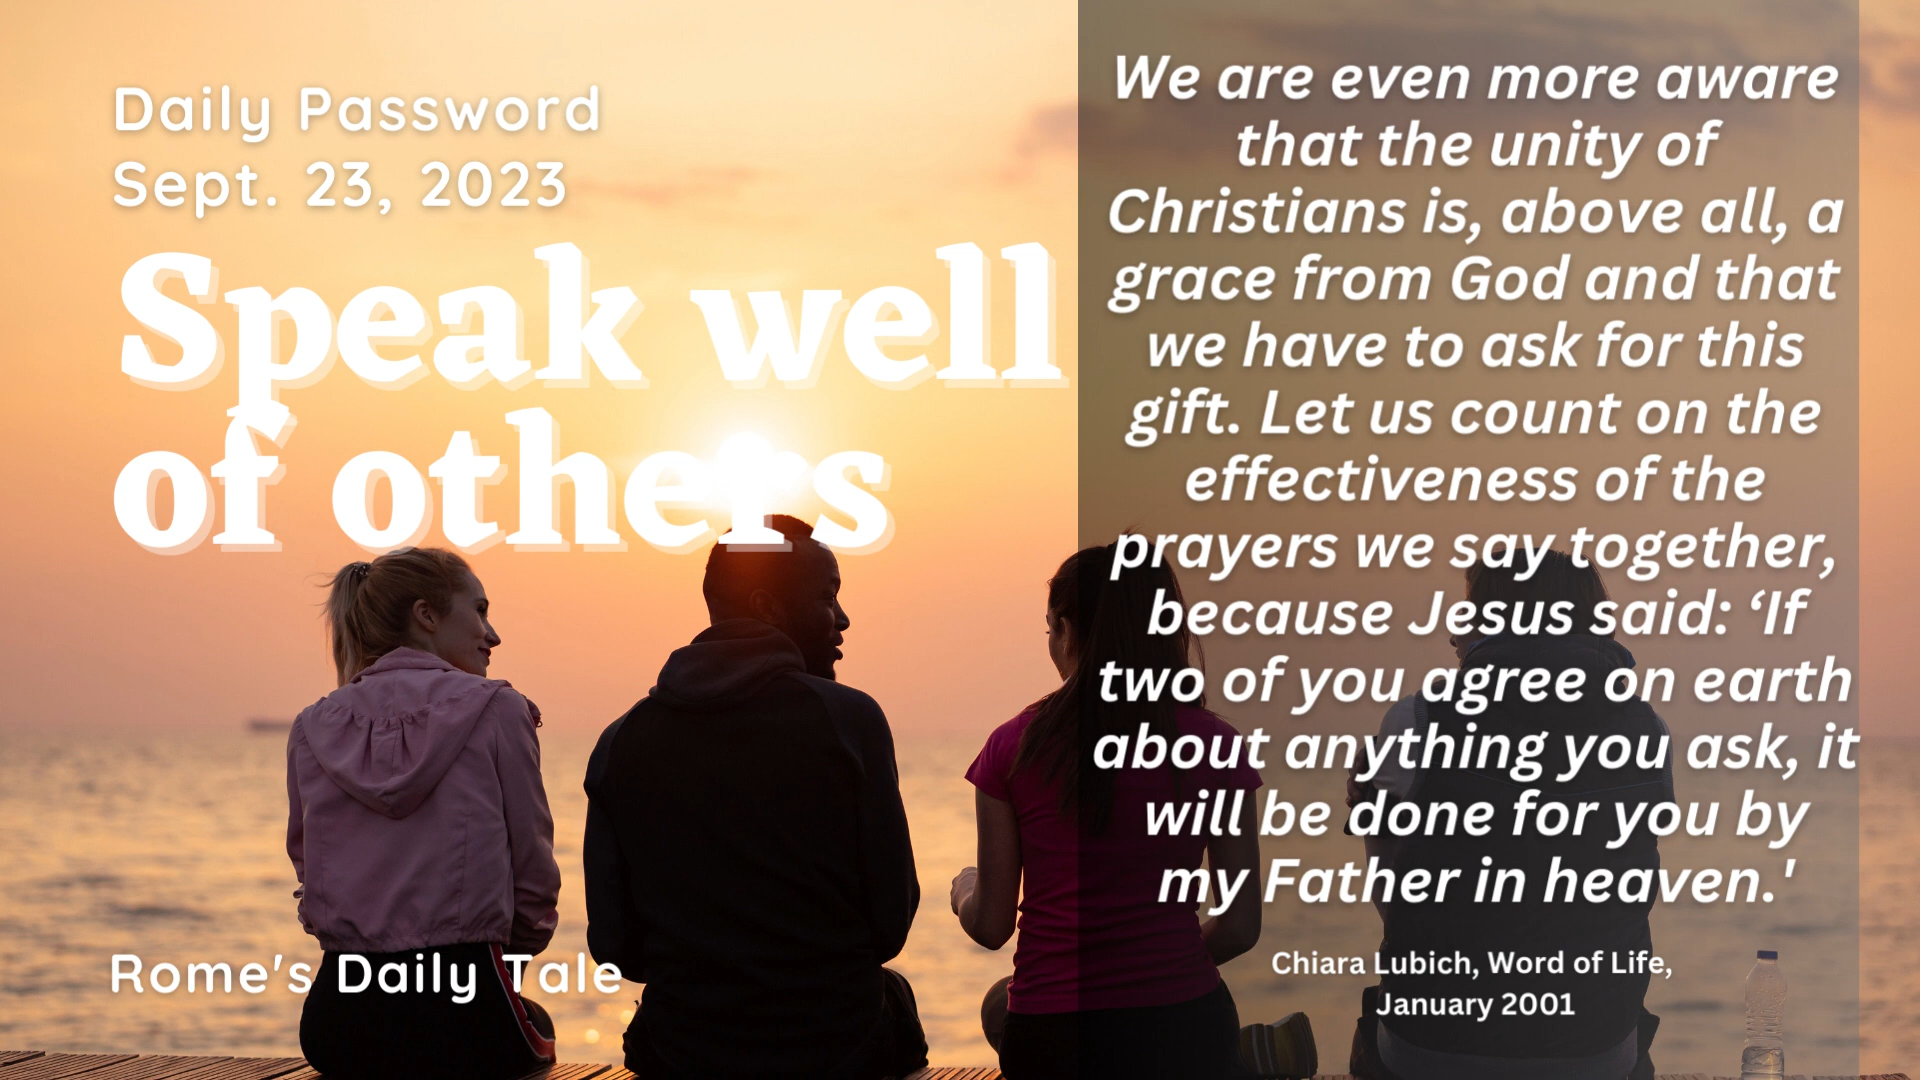 Daily Password
Sept. 23, 2023
Speak well
of others
Rome's Daily Tale
We are even more aware
that the unity of
Christians is, above all, a
grace from God and that
we have to ask for this
gift. Let us count on the
effectiveness of the
prayers we say together,
because Jesus said: ‘If
two of you agree on earth
about anything you ask, it
will be done for you by
my Father in heaven.'
Chiara Lubich, Word of Life,
January 2001